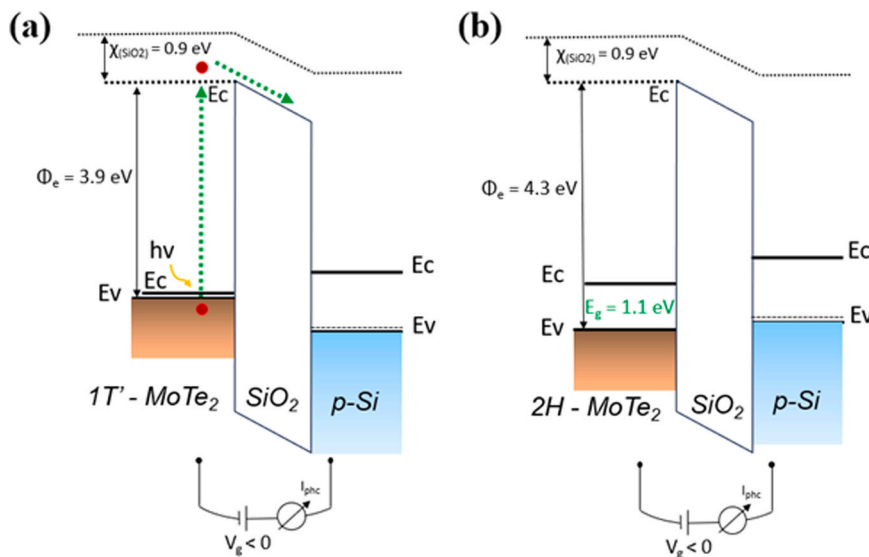 (a)
χ(SiO2) = 0.9 eV
Ec
Φe = 3.9 eV
hν
Ec
Ev
Ec
Ev
1T' - MoTe2
SiO2
p-Si
Iphc
Vg < 0
(b)
χ(SiO2) = 0.9 eV
Ec
Φe = 4.3 eV
Ec
Ec
Eg = 1.1 eV
Ev
Ev
2H - MoTe2
SiO2
p-Si
Iphc
Vg < 0